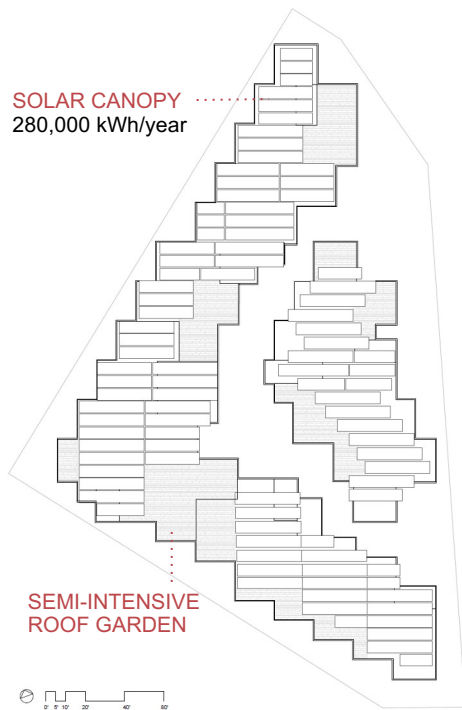 SOLAR CANOPY
280,000 kWh/year
SEMI-INTENSIVE
ROOF GARDEN
0' 5' 10' 20' 40' 80'